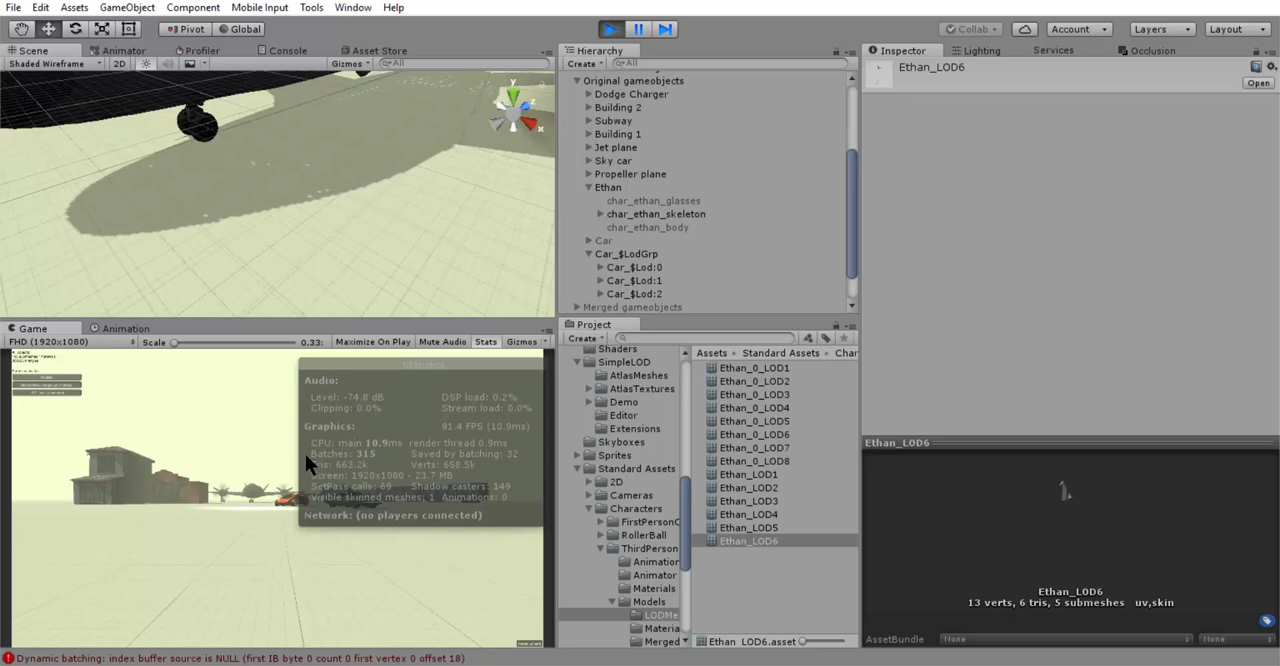 File Edit Assets GameObject Component Mobile Input Tools Window Help
Pivot Global Collab Account Layers Layout
Scene Animator Profiler Console Asset Store
Shaded Wireframe 2D Gizmos All
y
z
x
Game Animation
FHD (1920x1080) Scale 0.33: Maximize On Play Mute Audio Stats Gizmos
Statistics
Audio:
Level: -74.8 dB DSP load: 0.2%
Clipping: 0.0% Stream load: 0.0%
Graphics: 91.4 FPS (10.9ms)
CPU: main 10.9ms render thread 0.9ms
Batches: 315 Saved by batching: 32
663.2k Verts: 658.5k
Screen: 1920x1080 - 23.7 MB
SetPass calls: 69 Shadow casters: 149
Visible skinned meshes: 1 Animations: 0
Network: (no players connected)
Hierarchy
Create All
Original gameobjects
Dodge Charger
Building 2
Subway
Building 1
Jet plane
Sky car
Propeller plane
Ethan
char_ethan_glasses
char_ethan_skeleton
char_ethan_body
Car
Car_$LodGrp
Car_$Lod:0
Car_$Lod:1
Car_$Lod:2
Merged gameobjects
Project
Create
Shaders
SimpleLOD
AtlasMeshes
AtlasTextures
Demo
Editor
Extensions
Skyboxes
Sprites
Standard Assets
2D
Cameras
Characters
FirstPersonC
RollerBall
ThirdPerson
Animation
Animator
Materials
Models
LODMe
Materia
Merged
Assets Standard Assets Char
Ethan_0_LOD1
Ethan_0_LOD2
Ethan_0_LOD3
Ethan_0_LOD4
Ethan_0_LOD5
Ethan_0_LOD6
Ethan_0_LOD7
Ethan_0_LOD8
Ethan_LOD1
Ethan_LOD2
Ethan_LOD3
Ethan_LOD4
Ethan_LOD5
Ethan_LOD6
Ethan_LOD6.asset
Inspector Lighting Services Occlusion
Ethan_LOD6
Open
Ethan_LOD6
Ethan_LOD6
13 verts, 6 tris, 5 submeshes uv,skin
AssetBundle None None
Dynamic batching: index buffer source is NULL (first IB byte 0 count 0 first vertex 0 offset 18)